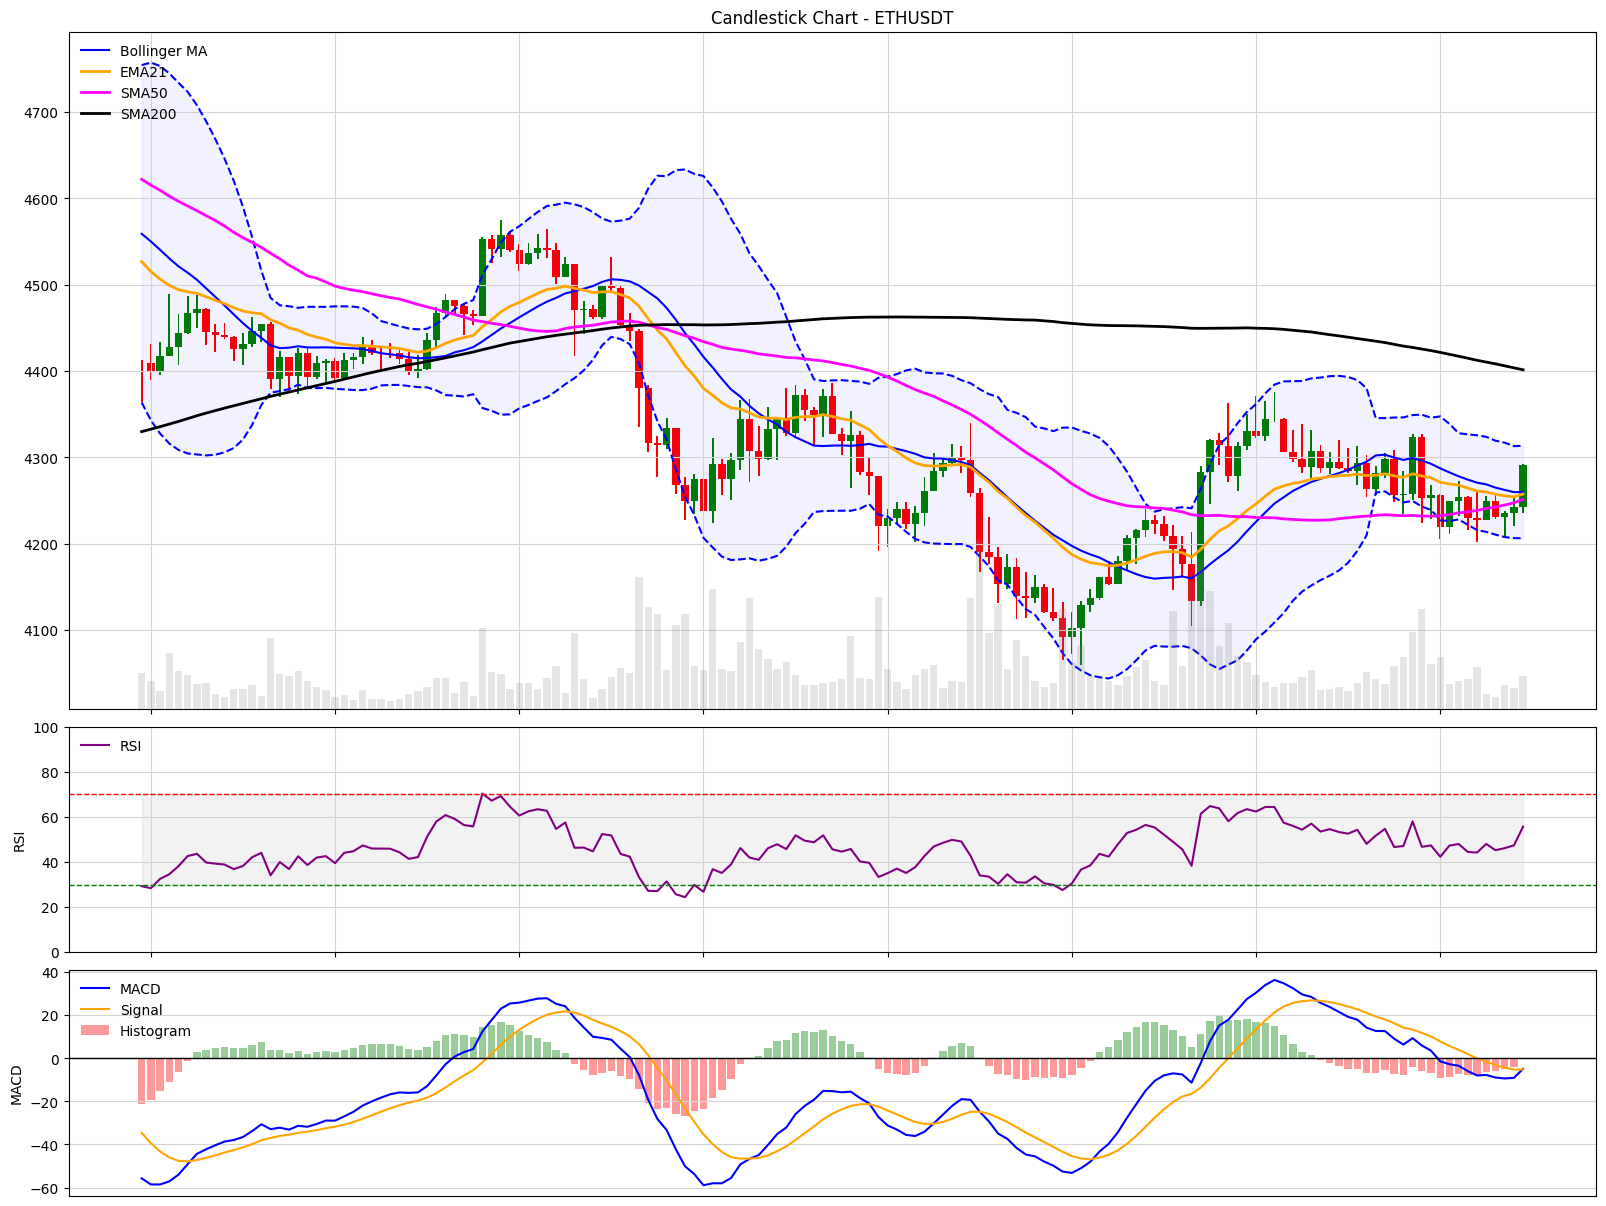 Candlestick Chart - ETHUSDT
Bollinger MA
EMA21
SMA50
SMA200
4700
4600
4500
4400
4300
4200
4100
RSI
100
80
60
40
20
0
RSI
MACD
Signal
Histogram
40
20
0
−20
−40
−60
MACD